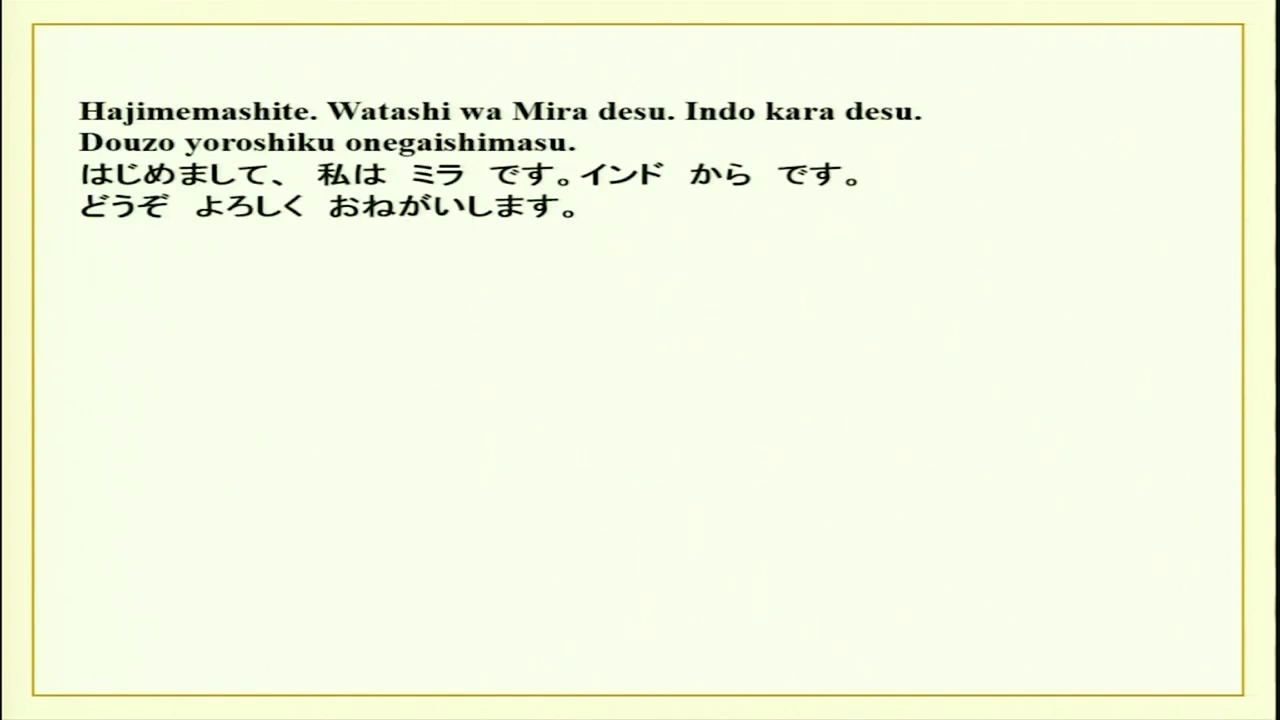 Hajimemashite. Watashi wa Mira desu. Indo kara desu.
Douzo yoroshiku onegaishimasu.
はじめまして、 私は ミラ です。インド から です。
どうぞ よろしく おねがいします。